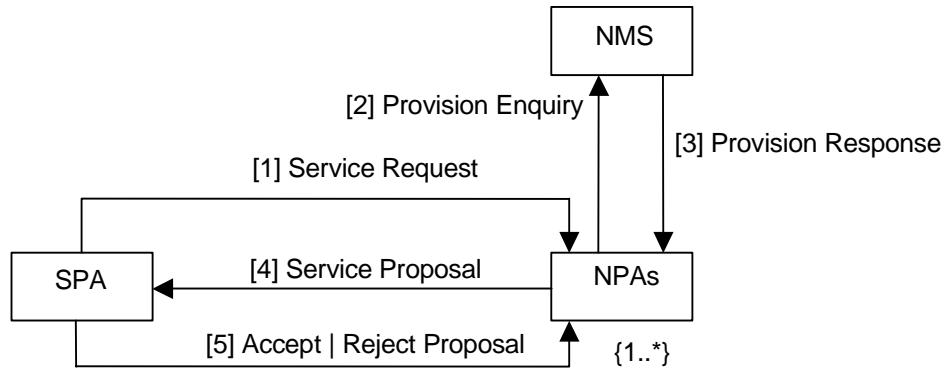 NMS
[2] Provision Enquiry
[3] Provision Response
[1] Service Request
SPA
[4] Service Proposal
NPAs
[5] Accept | Reject Proposal
{1..*}